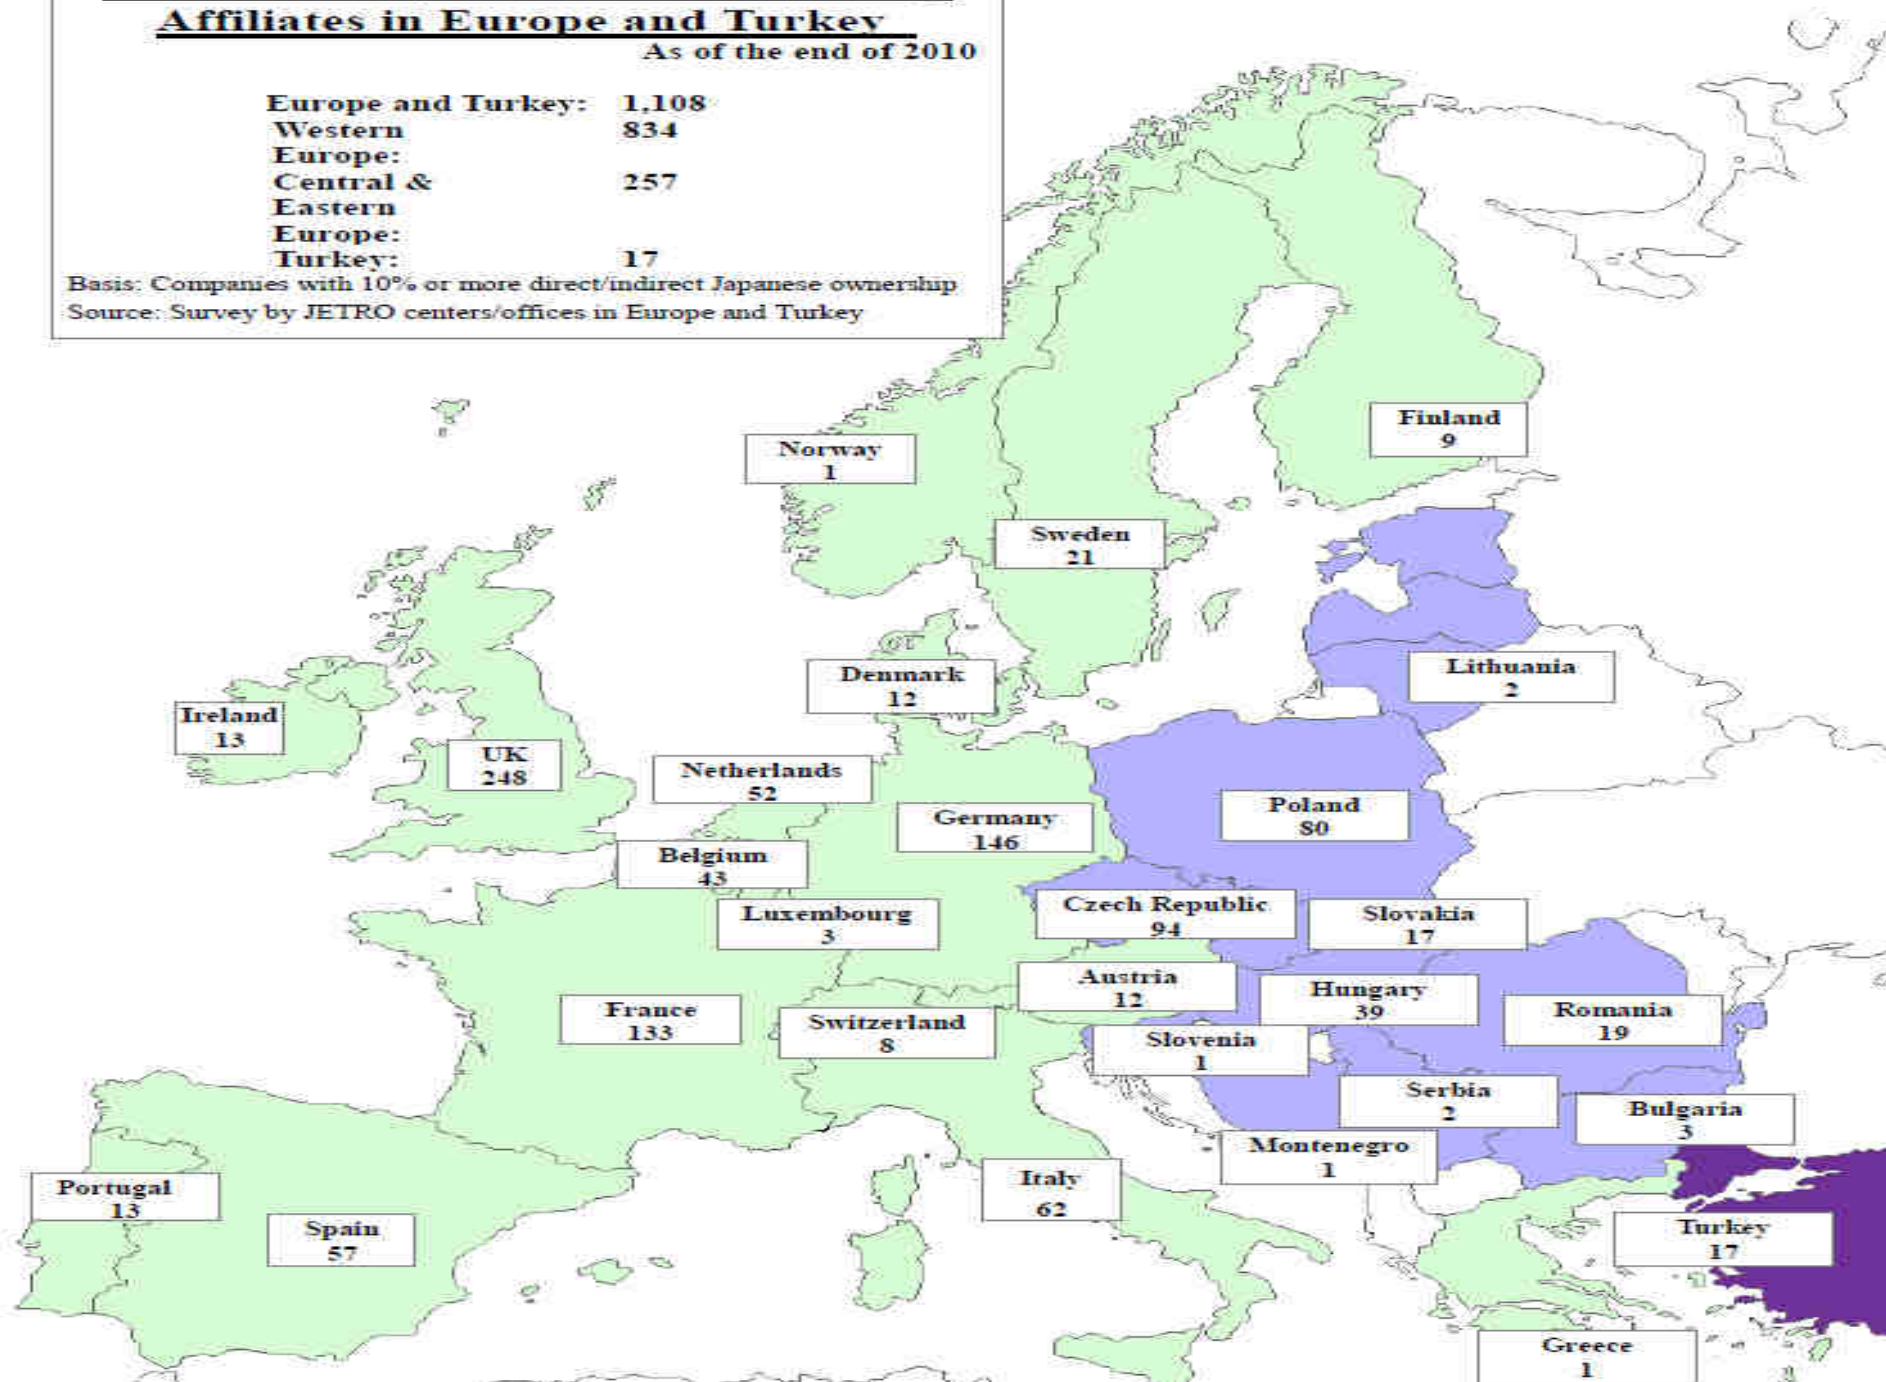 Affiliates in Europe and Turkey
As of the end of 2010
Europe and Turkey: 1,108
Western 834
Europe:
Central & 257
Eastern
Europe:
Turkey: 17
Basis: Companies with 10% or more direct/indirect Japanese ownership
Source: Survey by JETRO centers/offices in Europe and Turkey
Finland
9
Norway
1
Sweden
21
Lithuania
2
Denmark
12
Ireland
13
UK
248
Netherlands
52
Poland
80
Germany
146
Belgium
43
Czech Republic
94
Luxembourg
3
Slovakia
17
Austria
12
Hungary
39
France
133
Romania
19
Switzerland
8
Slovenia
1
Serbia
2
Bulgaria
3
Montenegro
1
Italy
62
Portugal
13
Spain
57
Turkey
17
Greece
1